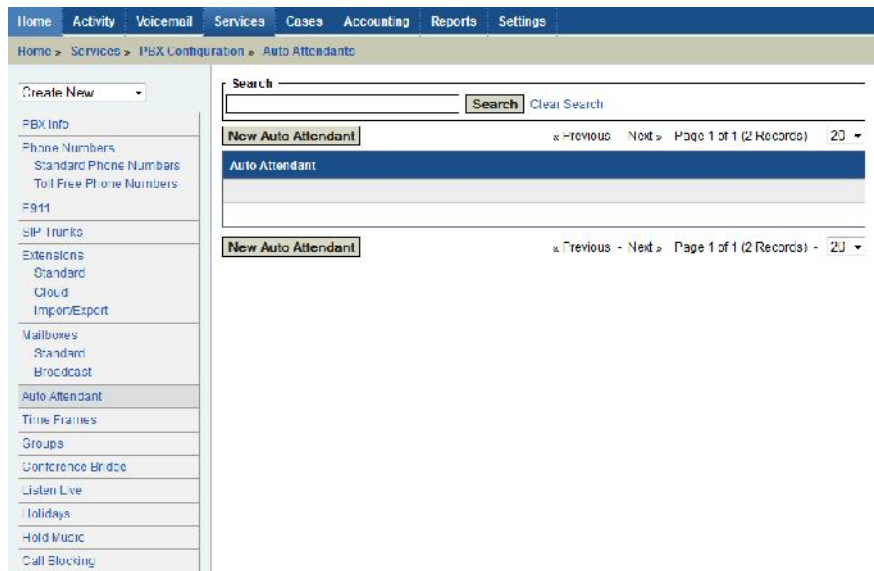 Home Activity Voicemail Services Cases Accounting Reports Settings
Home » Services » PBX Configuration » Auto Attendants
Create New
PBX Info
Phone Numbers
Standard Phone Numbers
Toll Free Phone Numbers
E911
SIP Trunks
Extensions
Standard
Cloud
Import/Export
Mailboxes
Standard
Broadcast
Auto Attendant
Time Frames
Groups
Conference Bridge
Listen Live
Holidays
Hold Music
Call Blocking
Search
Search Clear Search
New Auto Attendant « Previous Next » Page 1 of 1 (2 Records) 20
Auto Attendant
New Auto Attendant « Previous - Next » Page 1 of 1 (2 Records) - 20